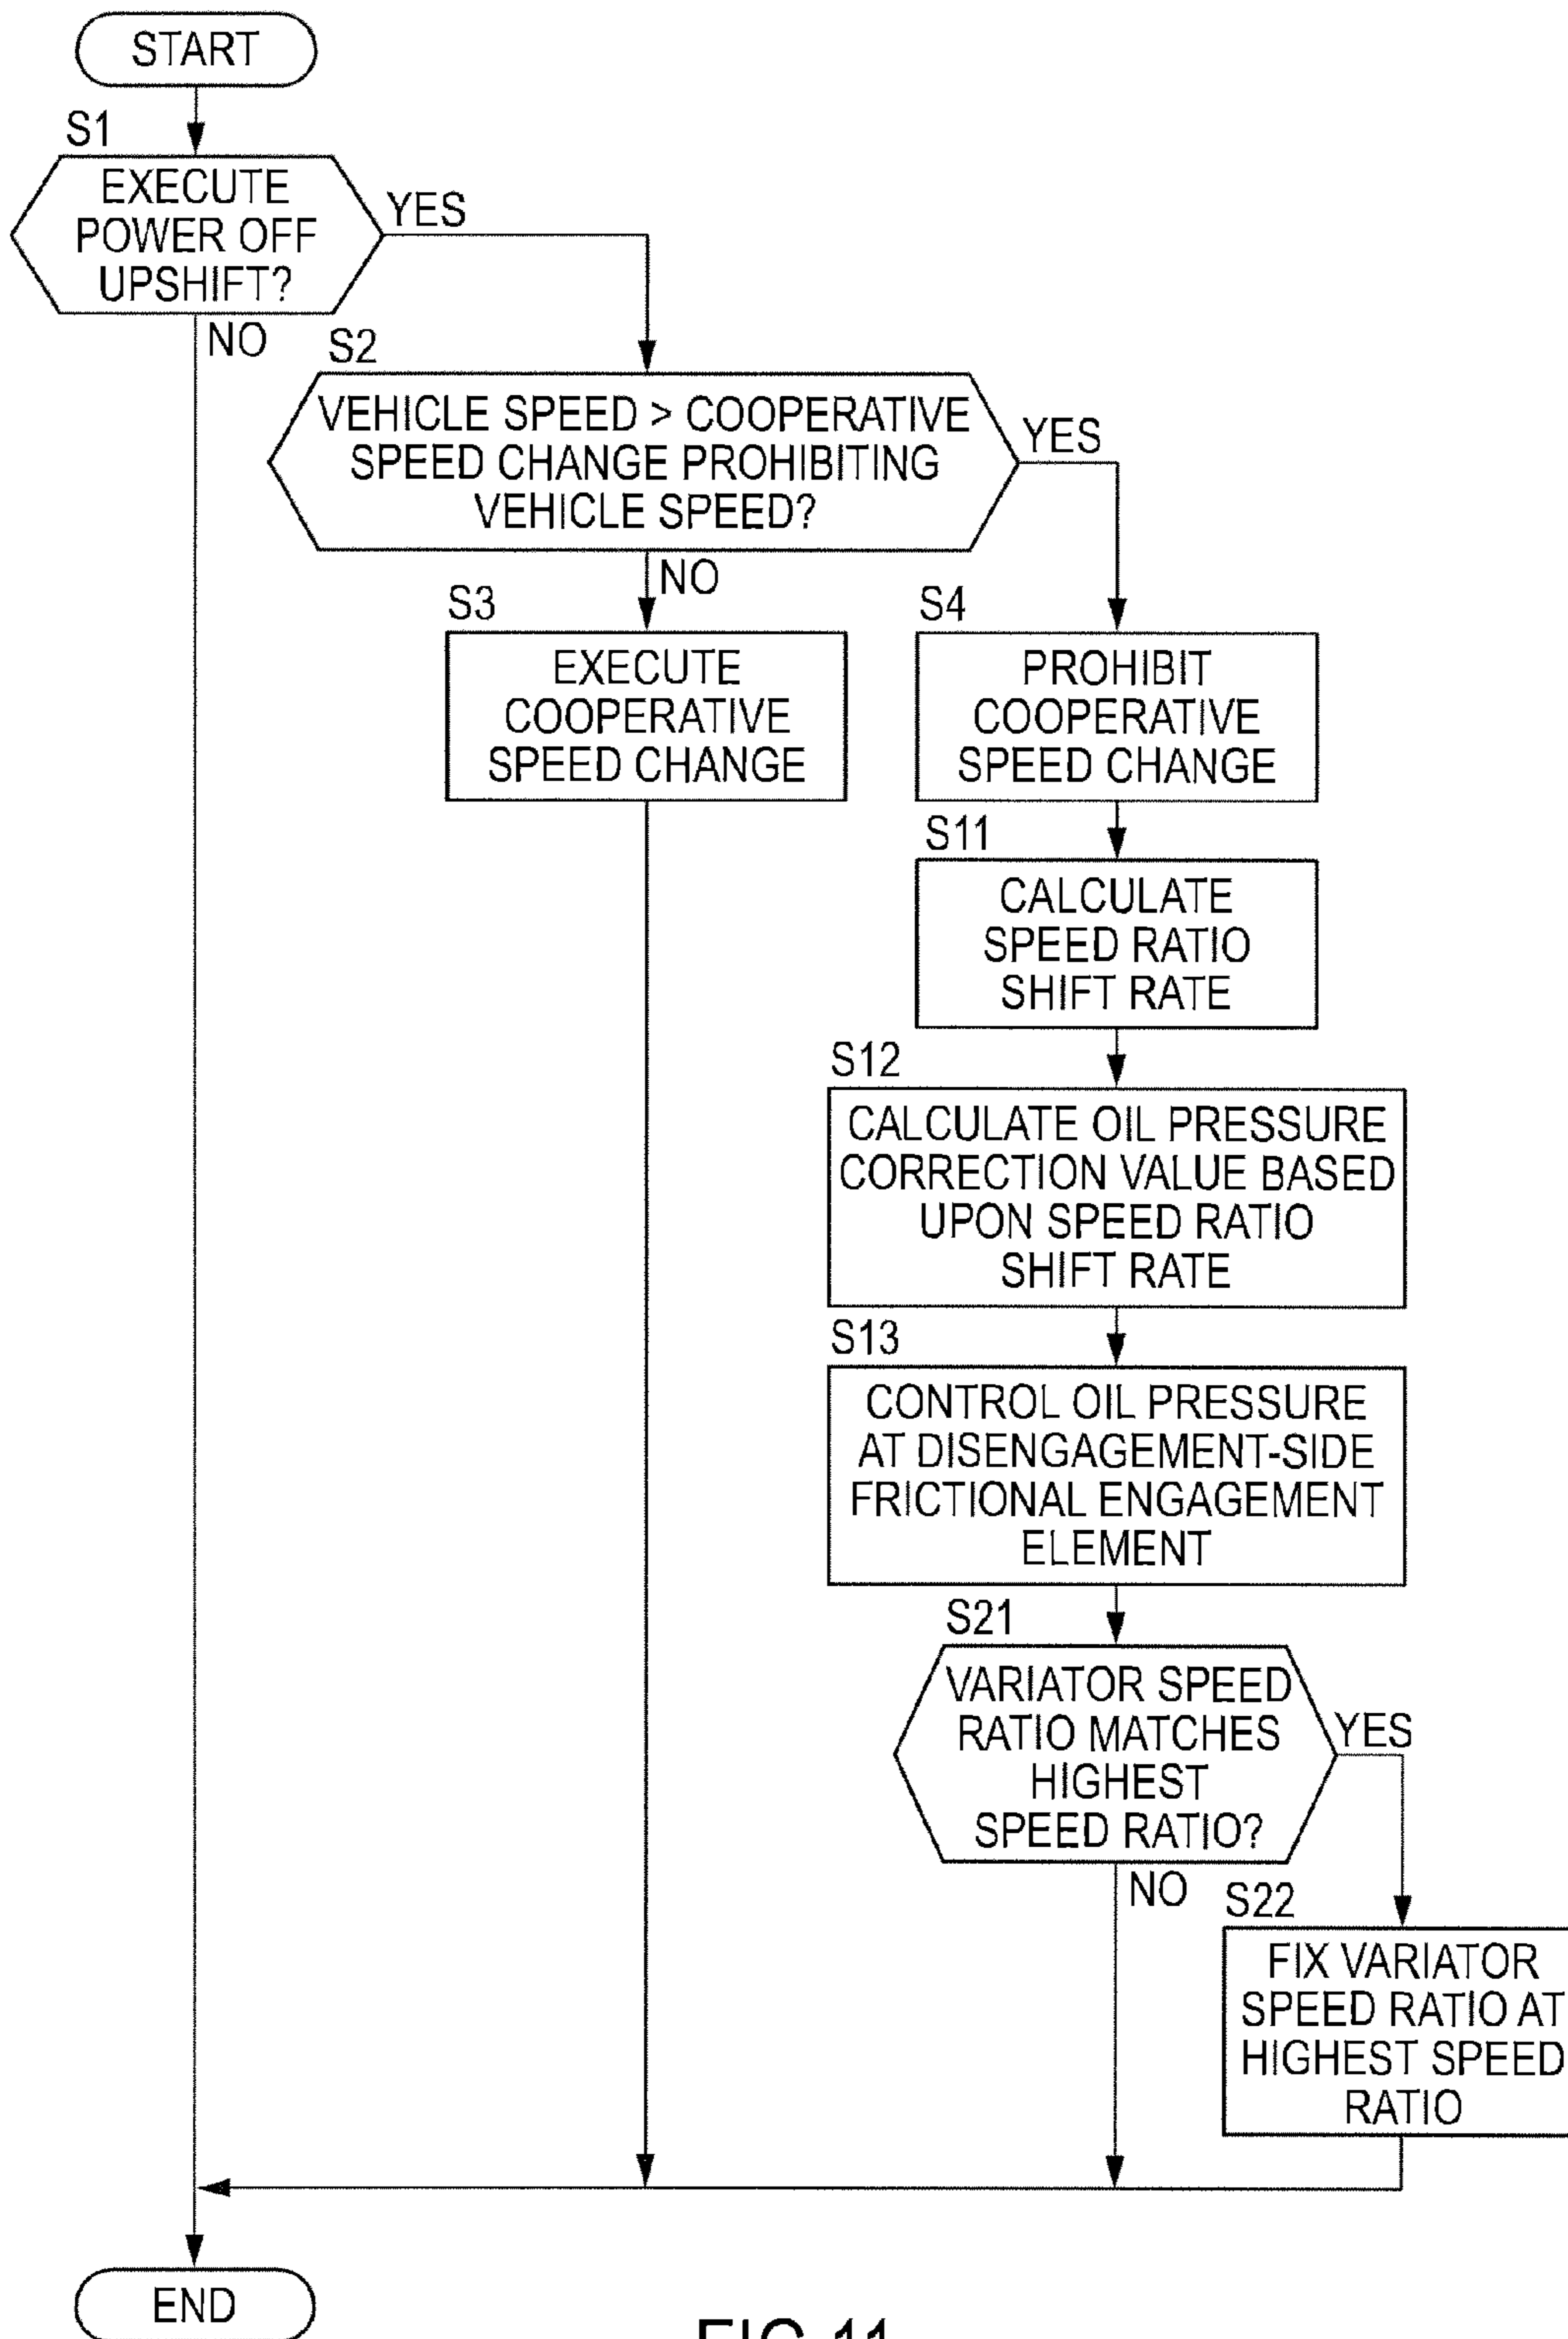 START
S1
EXECUTE
POWER OFF
UPSHIFT?
YES
NO
S2
VEHICLE SPEED > COOPERATIVE
SPEED CHANGE PROHIBITING
VEHICLE SPEED?
YES
NO
S3
EXECUTE
COOPERATIVE
SPEED CHANGE
S4
PROHIBIT
COOPERATIVE
SPEED CHANGE
S11
CALCULATE
SPEED RATIO
SHIFT RATE
S12
CALCULATE OIL PRESSURE
CORRECTION VALUE BASED
UPON SPEED RATIO
SHIFT RATE
S13
CONTROL OIL PRESSURE
AT DISENGAGEMENT-SIDE
FRICTIONAL ENGAGEMENT
ELEMENT
S21
VARIATOR SPEED
RATIO MATCHES
HIGHEST
SPEED RATIO?
YES
NO
S22
FIX VARIATOR
SPEED RATIO AT
HIGHEST SPEED
RATIO
END
FIG.11